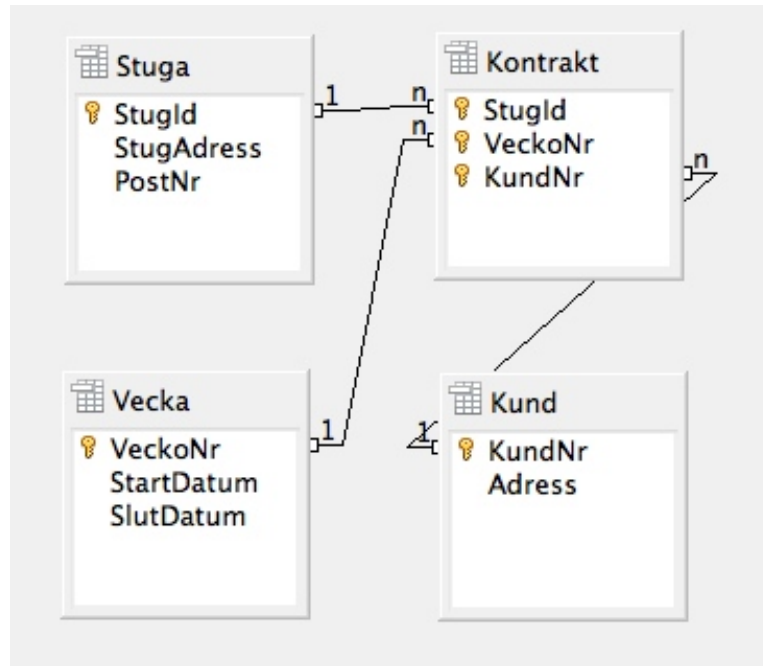 Stuga
StugId
StugAdress
PostNr
1
n
n
Kontrakt
StugId
VeckoNr
KundNr
n
Vecka
VeckoNr
StartDatum
SlutDatum
1
1
Kund
KundNr
Adress